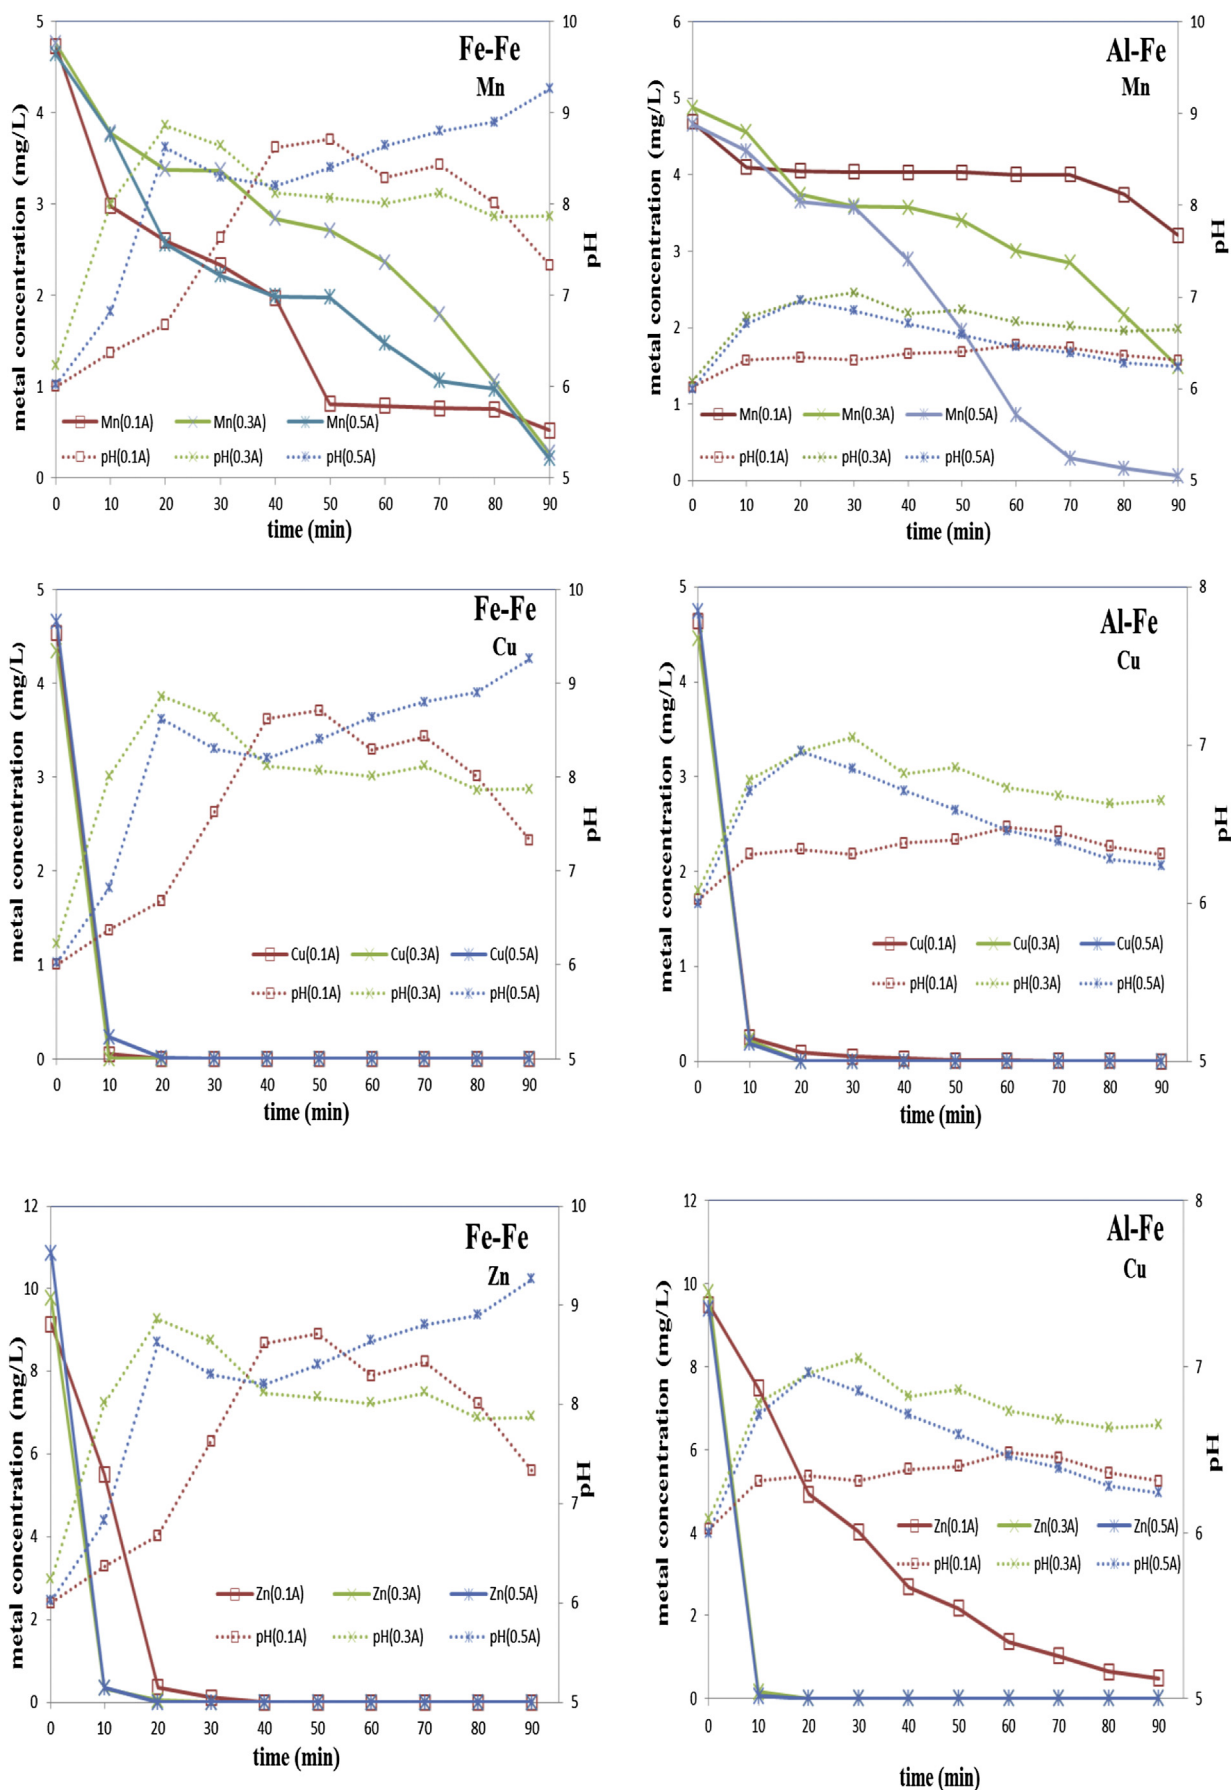 Fe-Fe
Mn
metal concentration (mg/L)
5
4
3
2
1
0
10
9
8
7
6
5
pH
Mn(0.1A) Mn(0.3A) Mn(0.5A)
pH(0.1A) pH(0.3A) pH(0.5A)
0 10 20 30 40 50 60 70 80 90
time (min)
Al-Fe
Mn
metal concentration (mg/L)
6
5
4
3
2
1
0
10
9
8
7
6
5
pH
Mn(0.1A) Mn(0.3A) Mn(0.5A)
pH(0.1A) pH(0.3A) pH(0.5A)
0 10 20 30 40 50 60 70 80 90
time (min)
Fe-Fe
Cu
metal concentration (mg/L)
5
4
3
2
1
0
10
9
8
7
6
5
pH
Cu(0.1A) Cu(0.3A) Cu(0.5A)
pH(0.1A) pH(0.3A) pH(0.5A)
0 10 20 30 40 50 60 70 80 90
time (min)
Al-Fe
Cu
metal concentration (mg/L)
5
4
3
2
1
0
8
7
6
5
pH
Cu(0.1A) Cu(0.3A) Cu(0.5A)
pH(0.1A) pH(0.3A) pH(0.5A)
0 10 20 30 40 50 60 70 80 90
time (min)
Fe-Fe
Zn
metal concentration (mg/L)
12
10
8
6
4
2
0
10
9
8
7
6
5
pH
Zn(0.1A) Zn(0.3A) Zn(0.5A)
pH(0.1A) pH(0.3A) pH(0.5A)
0 10 20 30 40 50 60 70 80 90
time (min)
Al-Fe
Cu
metal concentration (mg/L)
12
10
8
6
4
2
0
8
7
6
5
pH
Zn(0.1A) Zn(0.3A) Zn(0.5A)
pH(0.1A) pH(0.3A) pH(0.5A)
0 10 20 30 40 50 60 70 80 90
time (min)